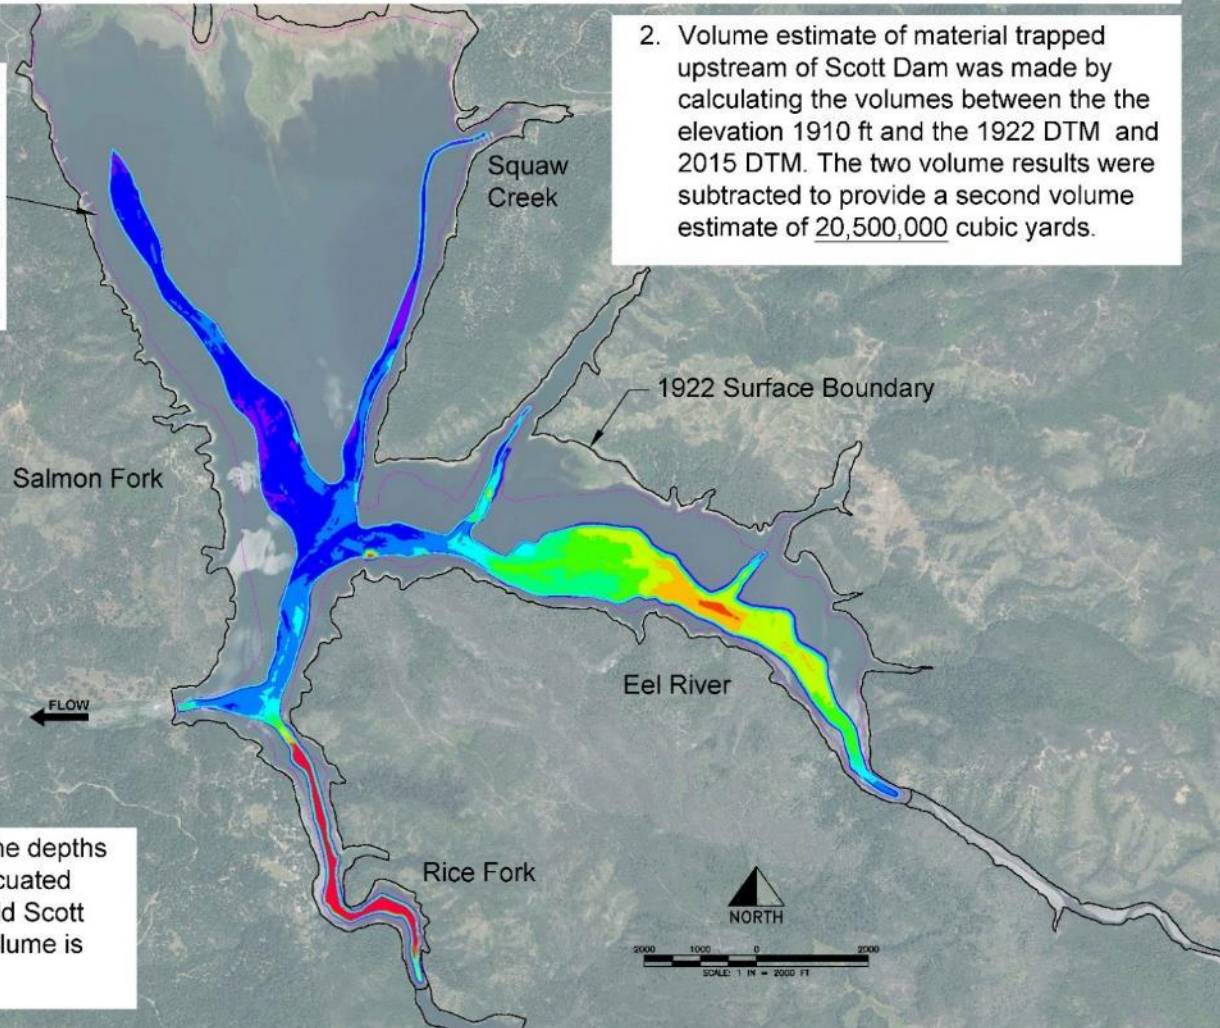 2. Volume estimate of material trapped
upstream of Scott Dam was made by
calculating the volumes between the the
elevation 1910 ft and the 1922 DTM and
2015 DTM. The two volume results were
subtracted to provide a second volume
estimate of 20,500,000 cubic yards.
Squaw
Creek
1922 Surface Boundary
Salmon Fork
Eel River
FLOW
Rice Fork
NORTH
2000 1000 0 2000
SCALE: 1 IN = 2000 FT
depths
Scott
is